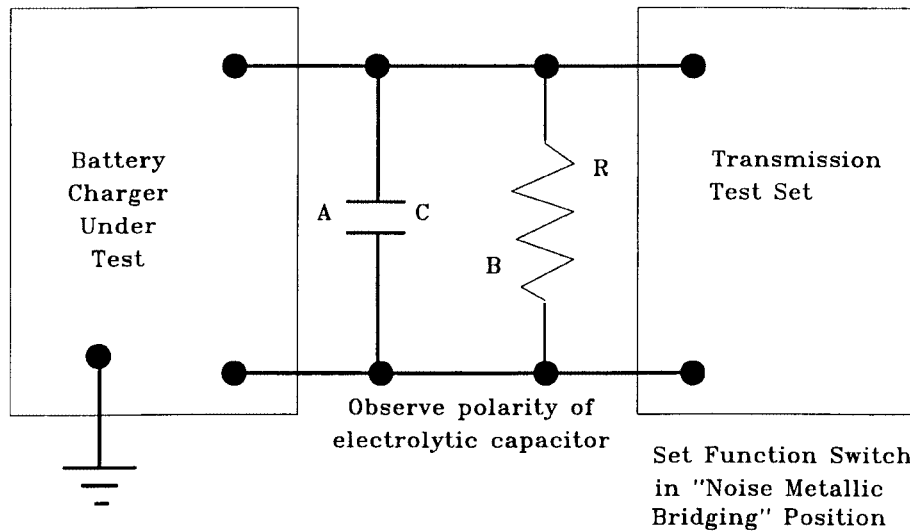 Battery
Charger
Under
Test
A
C
R
B
Transmission
Test Set
Observe polarity of
electrolytic capacitor
Set Function Switch
in "Noise Metallic
Bridging" Position